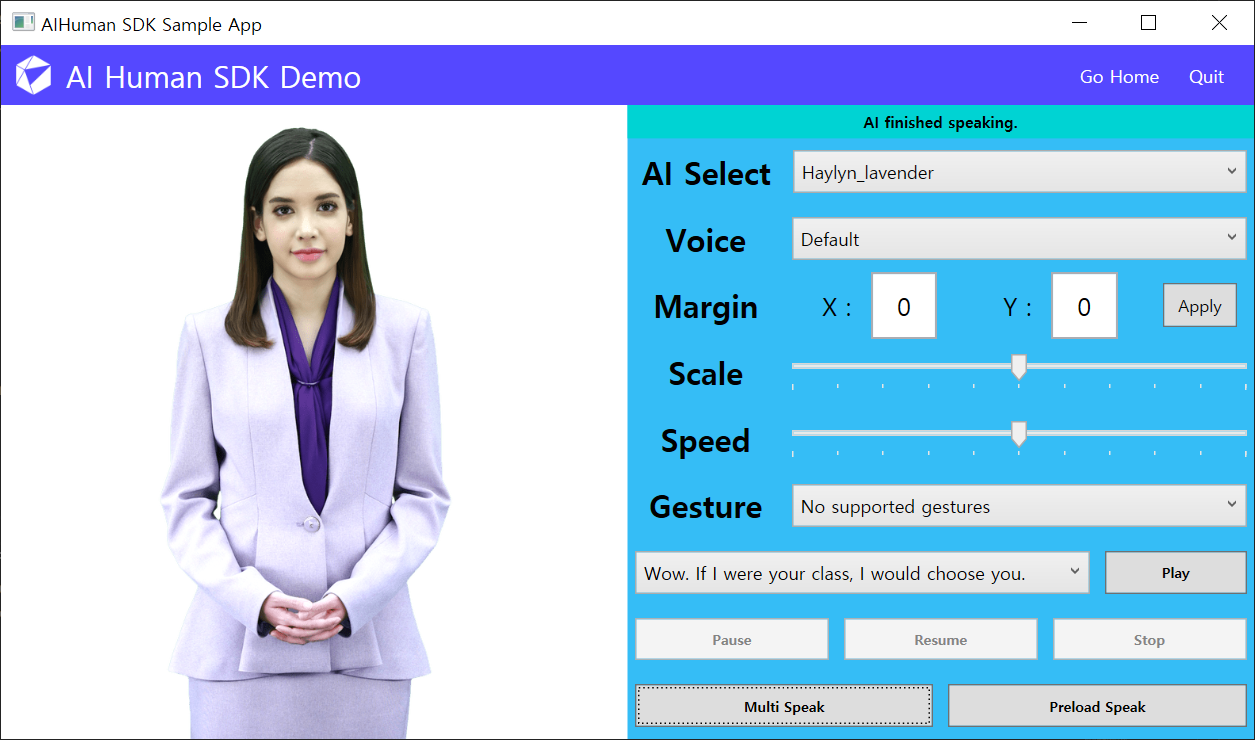 AIHuman SDK Sample App
AI Human SDK Demo
Go Home
Quit
AI finished speaking.
AI Select
Haylyn_lavender
Voice
Default
Margin
X :
0
Y :
0
Apply
Scale
Speed
Gesture
No supported gestures
Wow. If I were your class, I would choose you.
Play
Pause
Resume
Stop
Multi Speak
Preload Speak